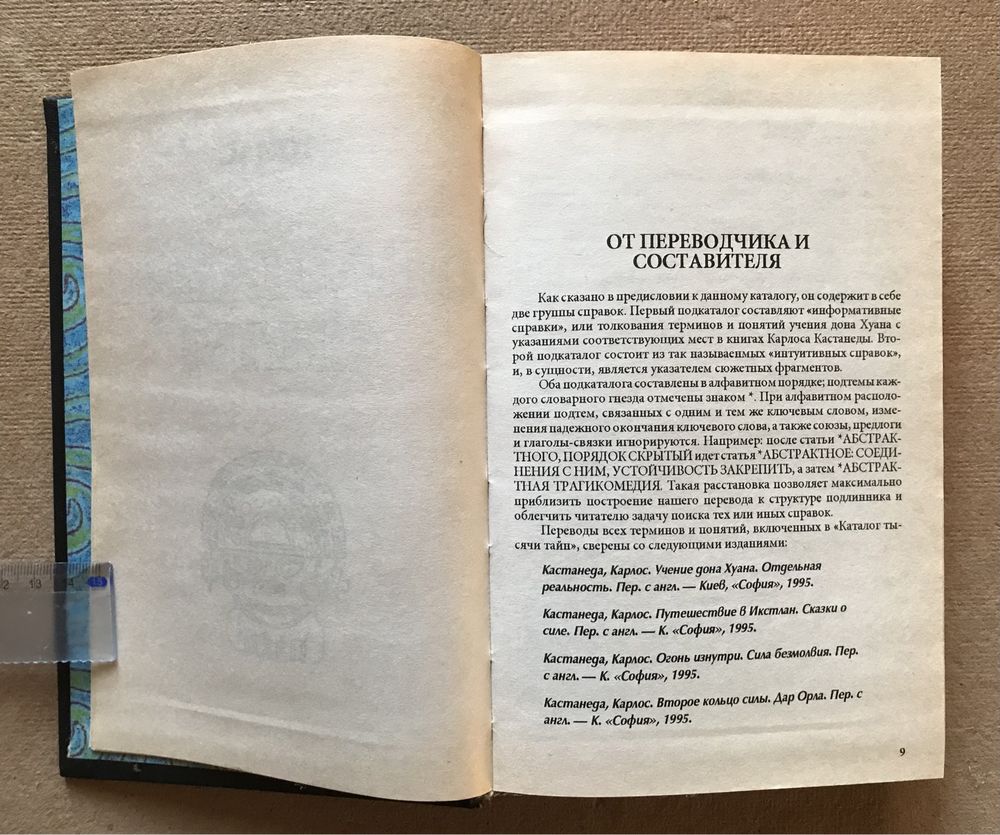 ОТ ПЕРЕВОДЧИКА И
СОСТАВИТЕЛЯ
Как сказано в предисловии к данному каталогу, он содержит в себе
две группы справок. Первый подкаталог составляют «информативные
справки», или толкования терминов и понятий учения дона Хуана с
указаниями соответствующих мест в книгах Карлоса Кастанеды. Вто-
рой подкаталог состоит из так называемных «интуитивных справок»,
и, в сущности, является указателем сюжетных фрагментов.
Оба подкаталога составлены в алфавитном порядке; подтемы каж-
дого словарного гнезда отмечены знаком *. При алфавитном располо-
жении подтем, связанных с одним и тем же ключевым словом, изме-
нения падежного окончания ключевого слова, а также союзы, предлоги
и глаголы-связки игнорируются. Например: после статьи *АБСТРАК-
ТНОГО, ПОРЯДОК СКРЫТЫЙ идет статья *АБСТРАКТНОЕ: СОЕДИ-
НЕНИЯ С НИМ, УСТОЙЧИВОСТЬ ЗАКРЕПИТЬ, а затем *АБСТРАК-
ТНАЯ ТРАГИКОМЕДИЯ. Такая расстановка позволяет максимально
приблизить построение нашего перевода к структуре подлинника и
облегчить читателю задачу поиска тех или иных справок.
Переводы всех терминов и понятий, включенных в «Каталог ты-
сячи тайн», сверены со следующими изданиями:
Кастанеда, Карлос. Учение дона Хуана. Отдельная
реальность. Пер. с англ. — Киев, «София», 1995.
Кастанеда, Карлос. Путешествие в Икстлан. Сказки о
силе. Пер. с англ. — К. «София», 1995.
Кастанеда, Карлос. Огонь изнутри. Сила безмолвия. Пер.
с англ. — К. «София», 1995.
Кастанеда, Карлос. Второе кольцо силы. Дар Орла. Пер. с
англ. — К. «София», 1995.
9
2 13 14 15